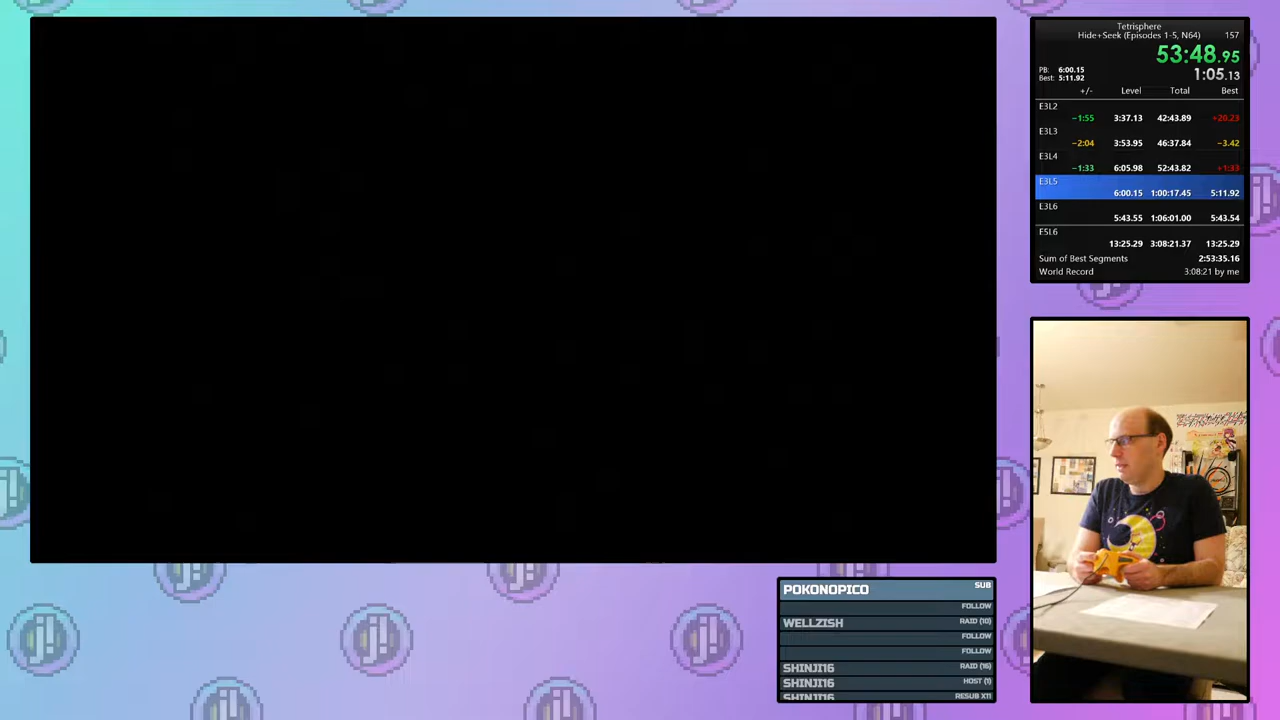 Tetrisphere
Hide+Seek (Episodes 1-5, N64) 157
53:48.95
PB: 6:00.15
Best: 5:11.92
1:05.13
+/- Level Total Best
E3L2
−1:55 3:37.13 42:43.89 +20.23
E3L3
−2:04 3:53.95 46:37.84 −3.42
E3L4
−1:33 6:05.98 52:43.82 +1:33
E3L5
6:00.15 1:00:17.45 5:11.92
E3L6
5:43.55 1:06:01.00 5:43.54
E5L6
13:25.29 3:08:21.37 13:25.29
Sum of Best Segments 2:53:35.16
World Record 3:08:21 by me
POKONOPICO SUB
FOLLOW
WELLZISH RAID (10)
FOLLOW
FOLLOW
SHINJI16 RAID (15)
SHINJI16 HOST (1)
SHINJI16 RESUB X11
j!
j!
j!
j!
j!